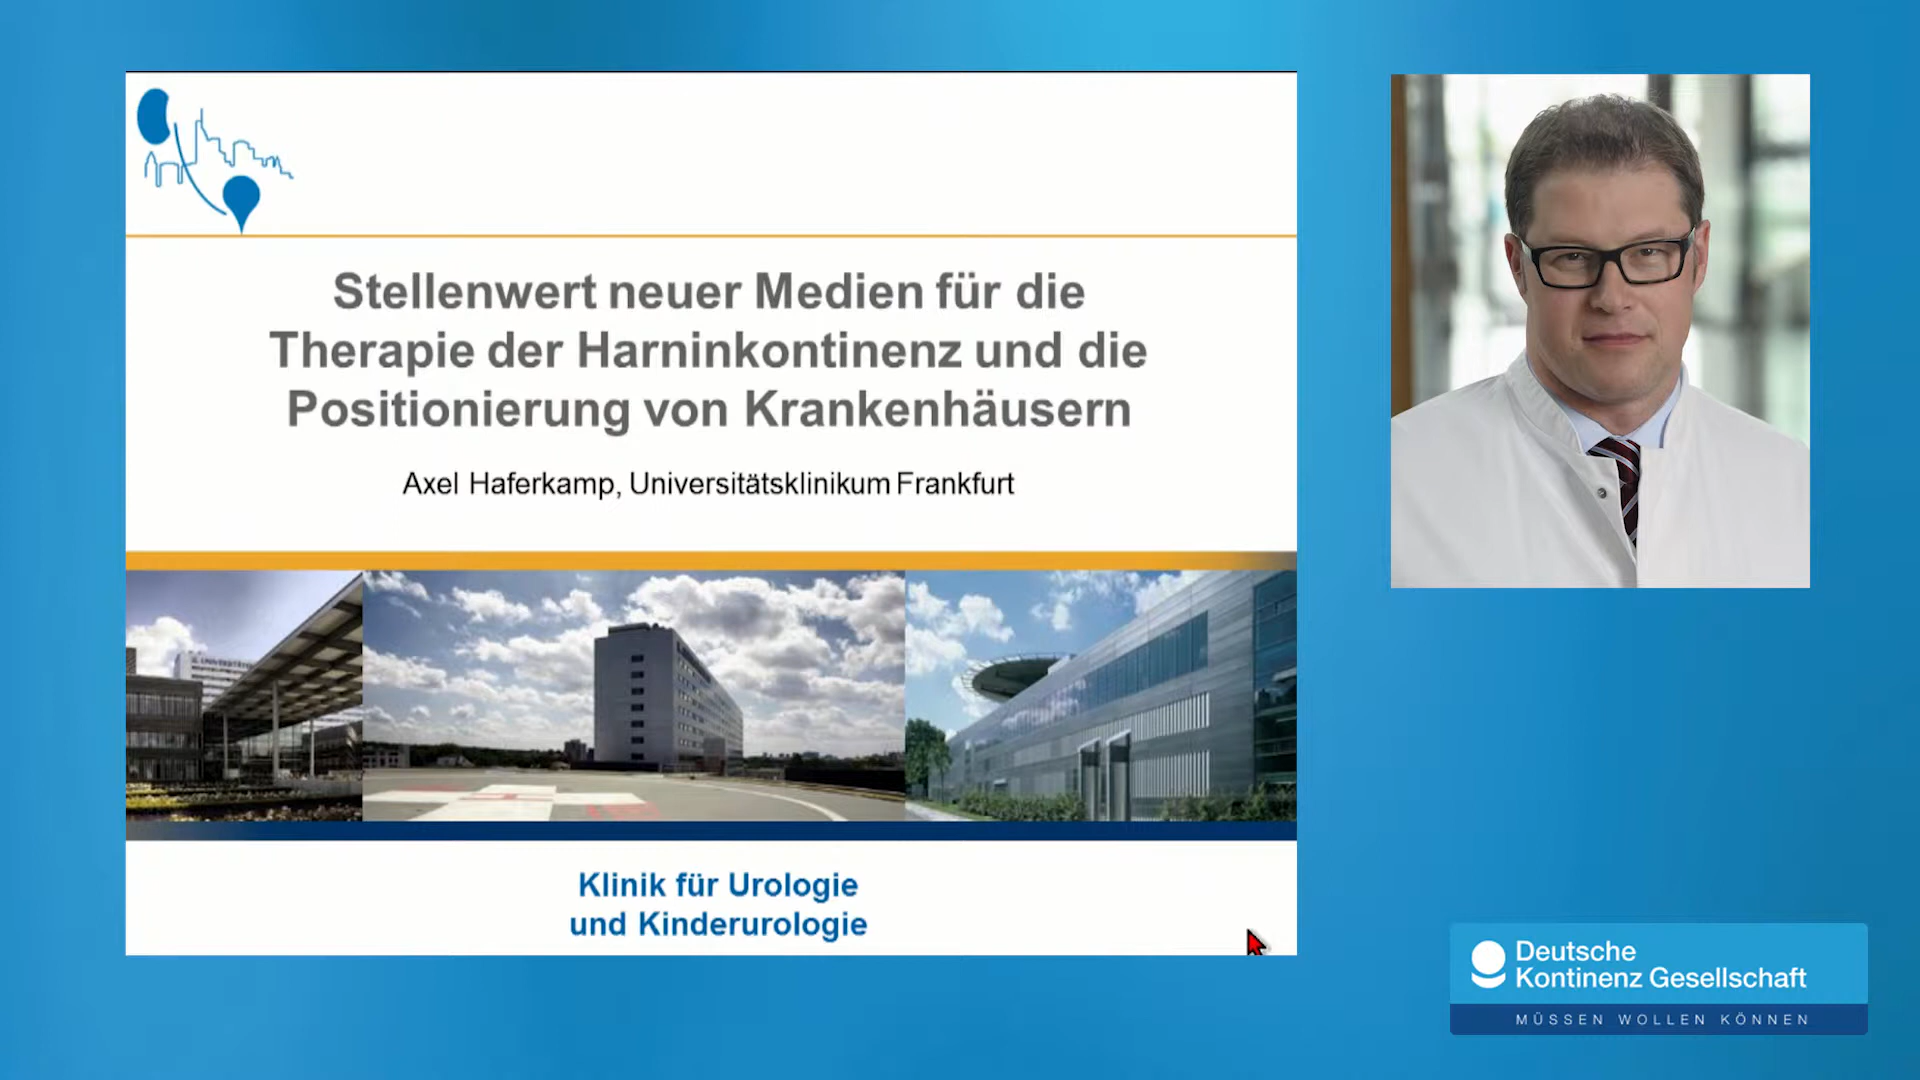 Stellenwert neuer Medien für die
Therapie der Harninkontinenz und die
Positionierung von Krankenhäusern
Axel Haferkamp, Universitätsklinikum Frankfurt
Klinik für Urologie
und Kinderurologie
Deutsche
Kontinenz Gesellschaft
MÜSSEN WOLLEN KÖNNEN